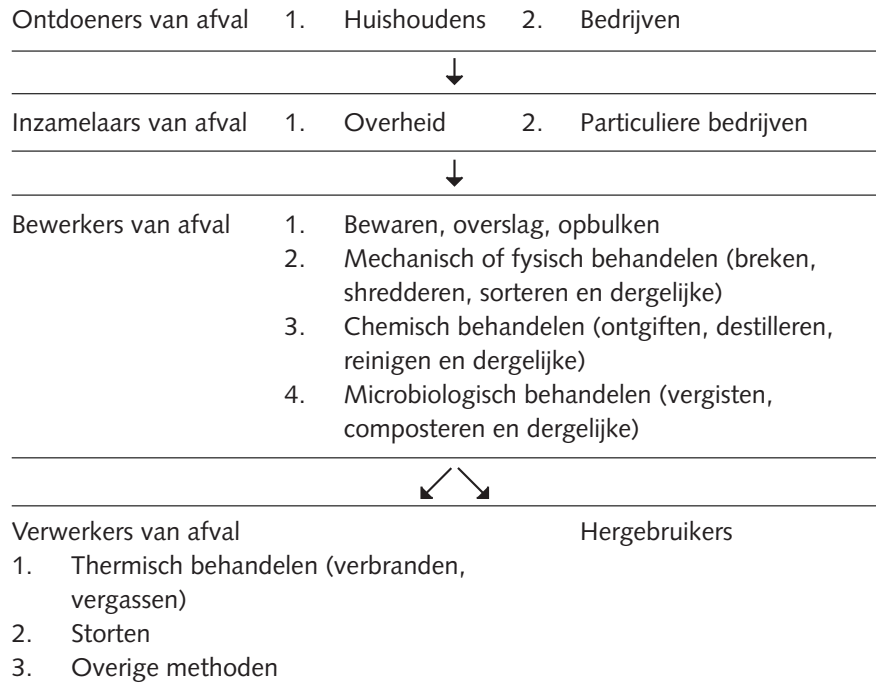 Ontdoeners van afval 1. Huishoudens 2. Bedrijven
Inzamelaars van afval 1. Overheid 2. Particuliere bedrijven
Bewerkers van afval 1. Bewaren, overslag, opbulken
2. Mechanisch of fysisch behandelen (breken,
shredderen, sorteren en dergelijke)
3. Chemisch behandelen (ontgiften, destilleren,
reinigen en dergelijke)
4. Microbiologisch behandelen (vergisten,
composteren en dergelijke)
Verwerkers van afval Hergebruikers
1. Thermisch behandelen (verbranden,
vergassen)
2. Storten
3. Overige methoden